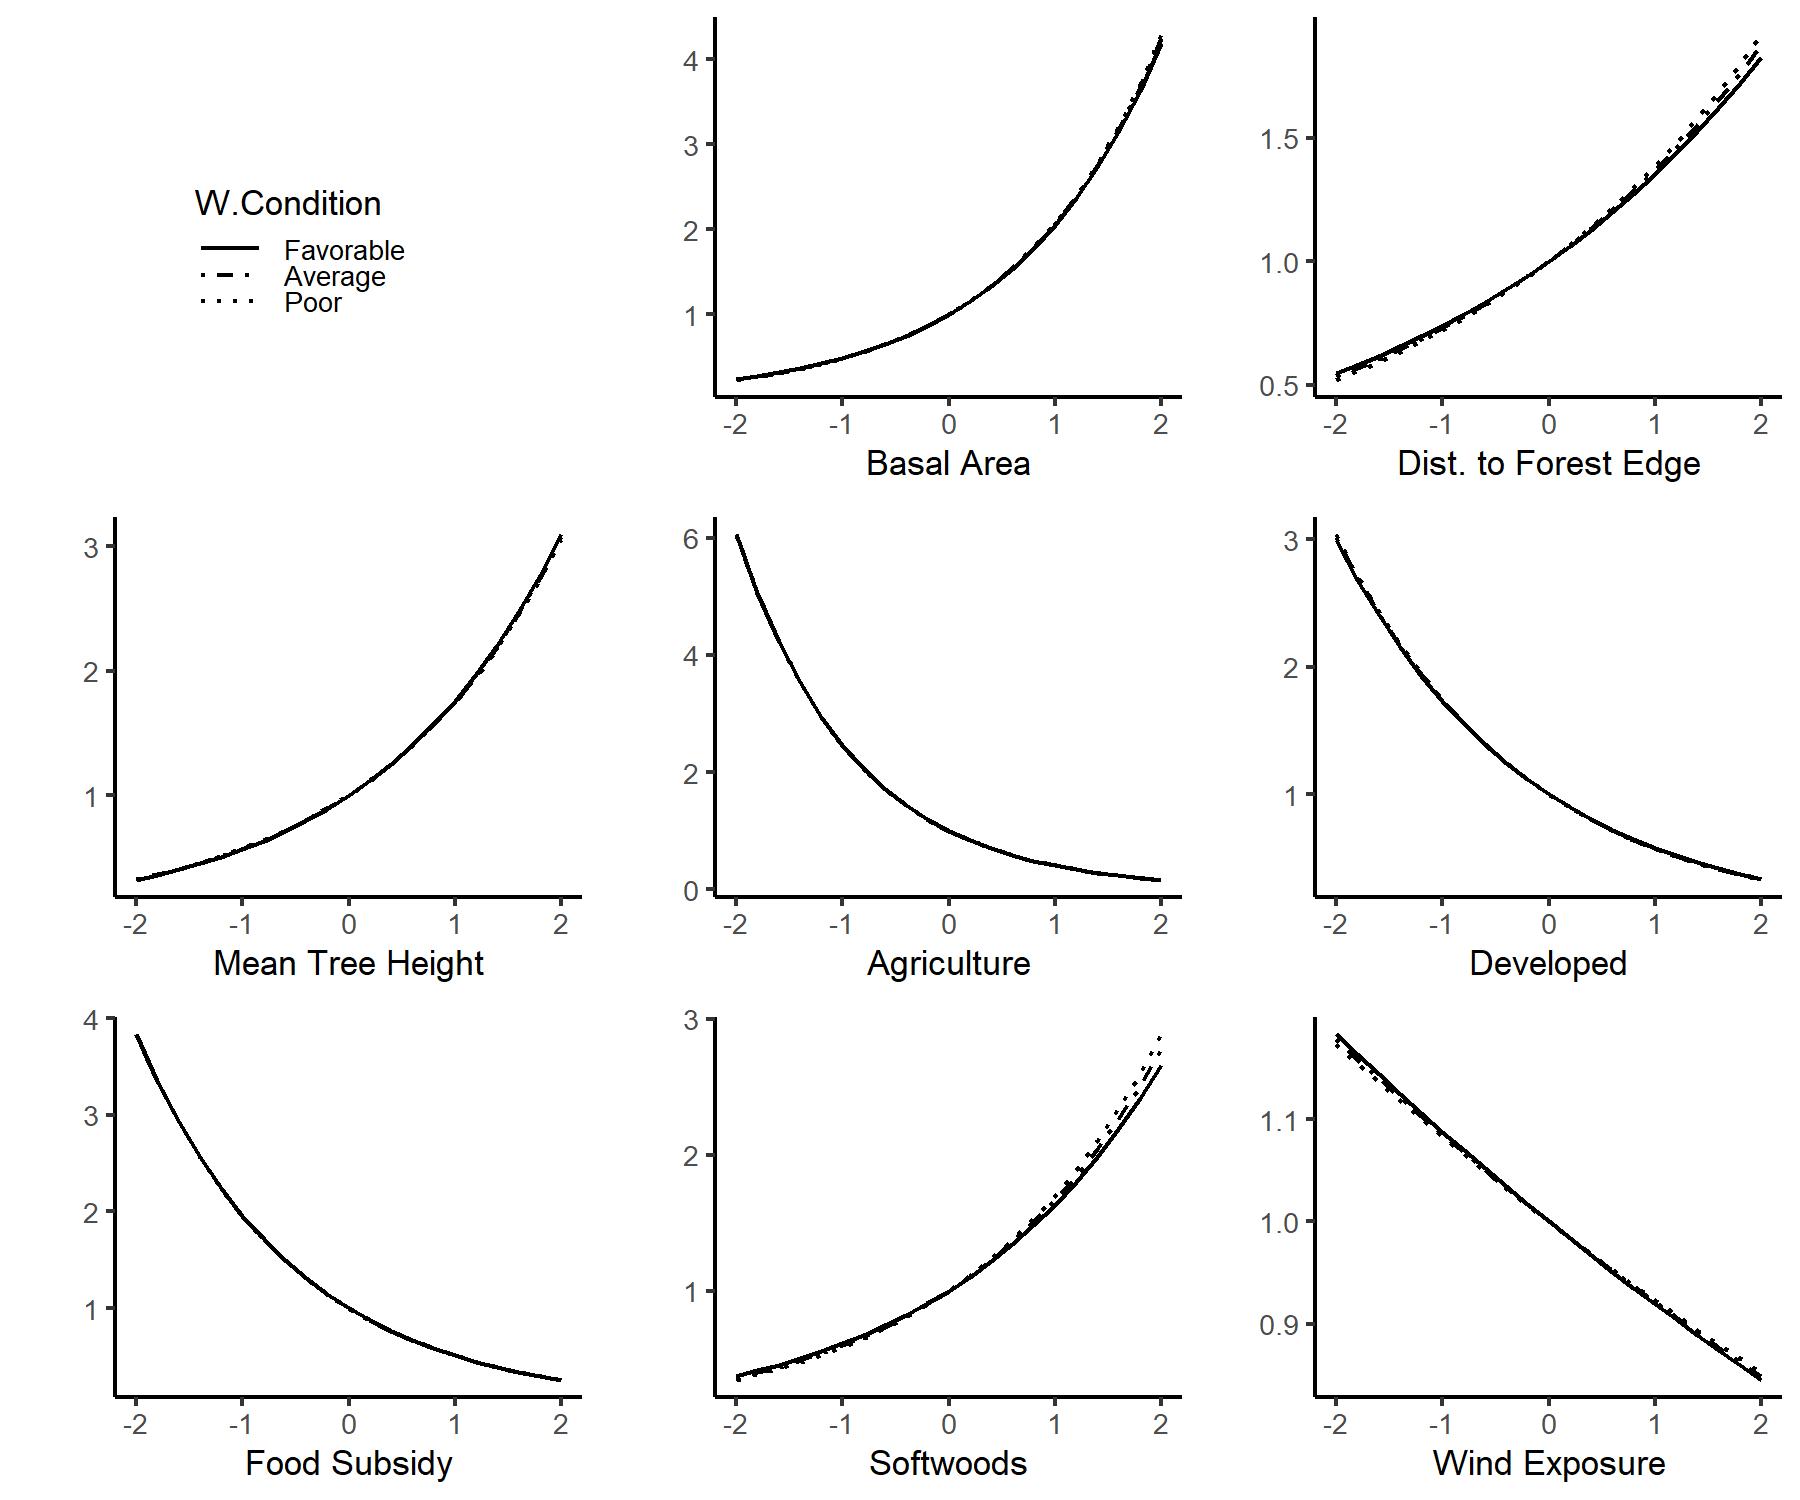 W.Condition
Favorable
Average
Poor
4
3
2
1
-2 -1 0 1 2
Basal Area
1.5
1.0
0.5
-2 -1 0 1 2
Dist. to Forest Edge
3
2
1
-2 -1 0 1 2
Mean Tree Height
6
4
2
0
-2 -1 0 1 2
Agriculture
3
2
1
-2 -1 0 1 2
Developed
4
3
2
1
-2 -1 0 1 2
Food Subsidy
3
2
1
-2 -1 0 1 2
Softwoods
1.1
1.0
0.9
-2 -1 0 1 2
Wind Exposure